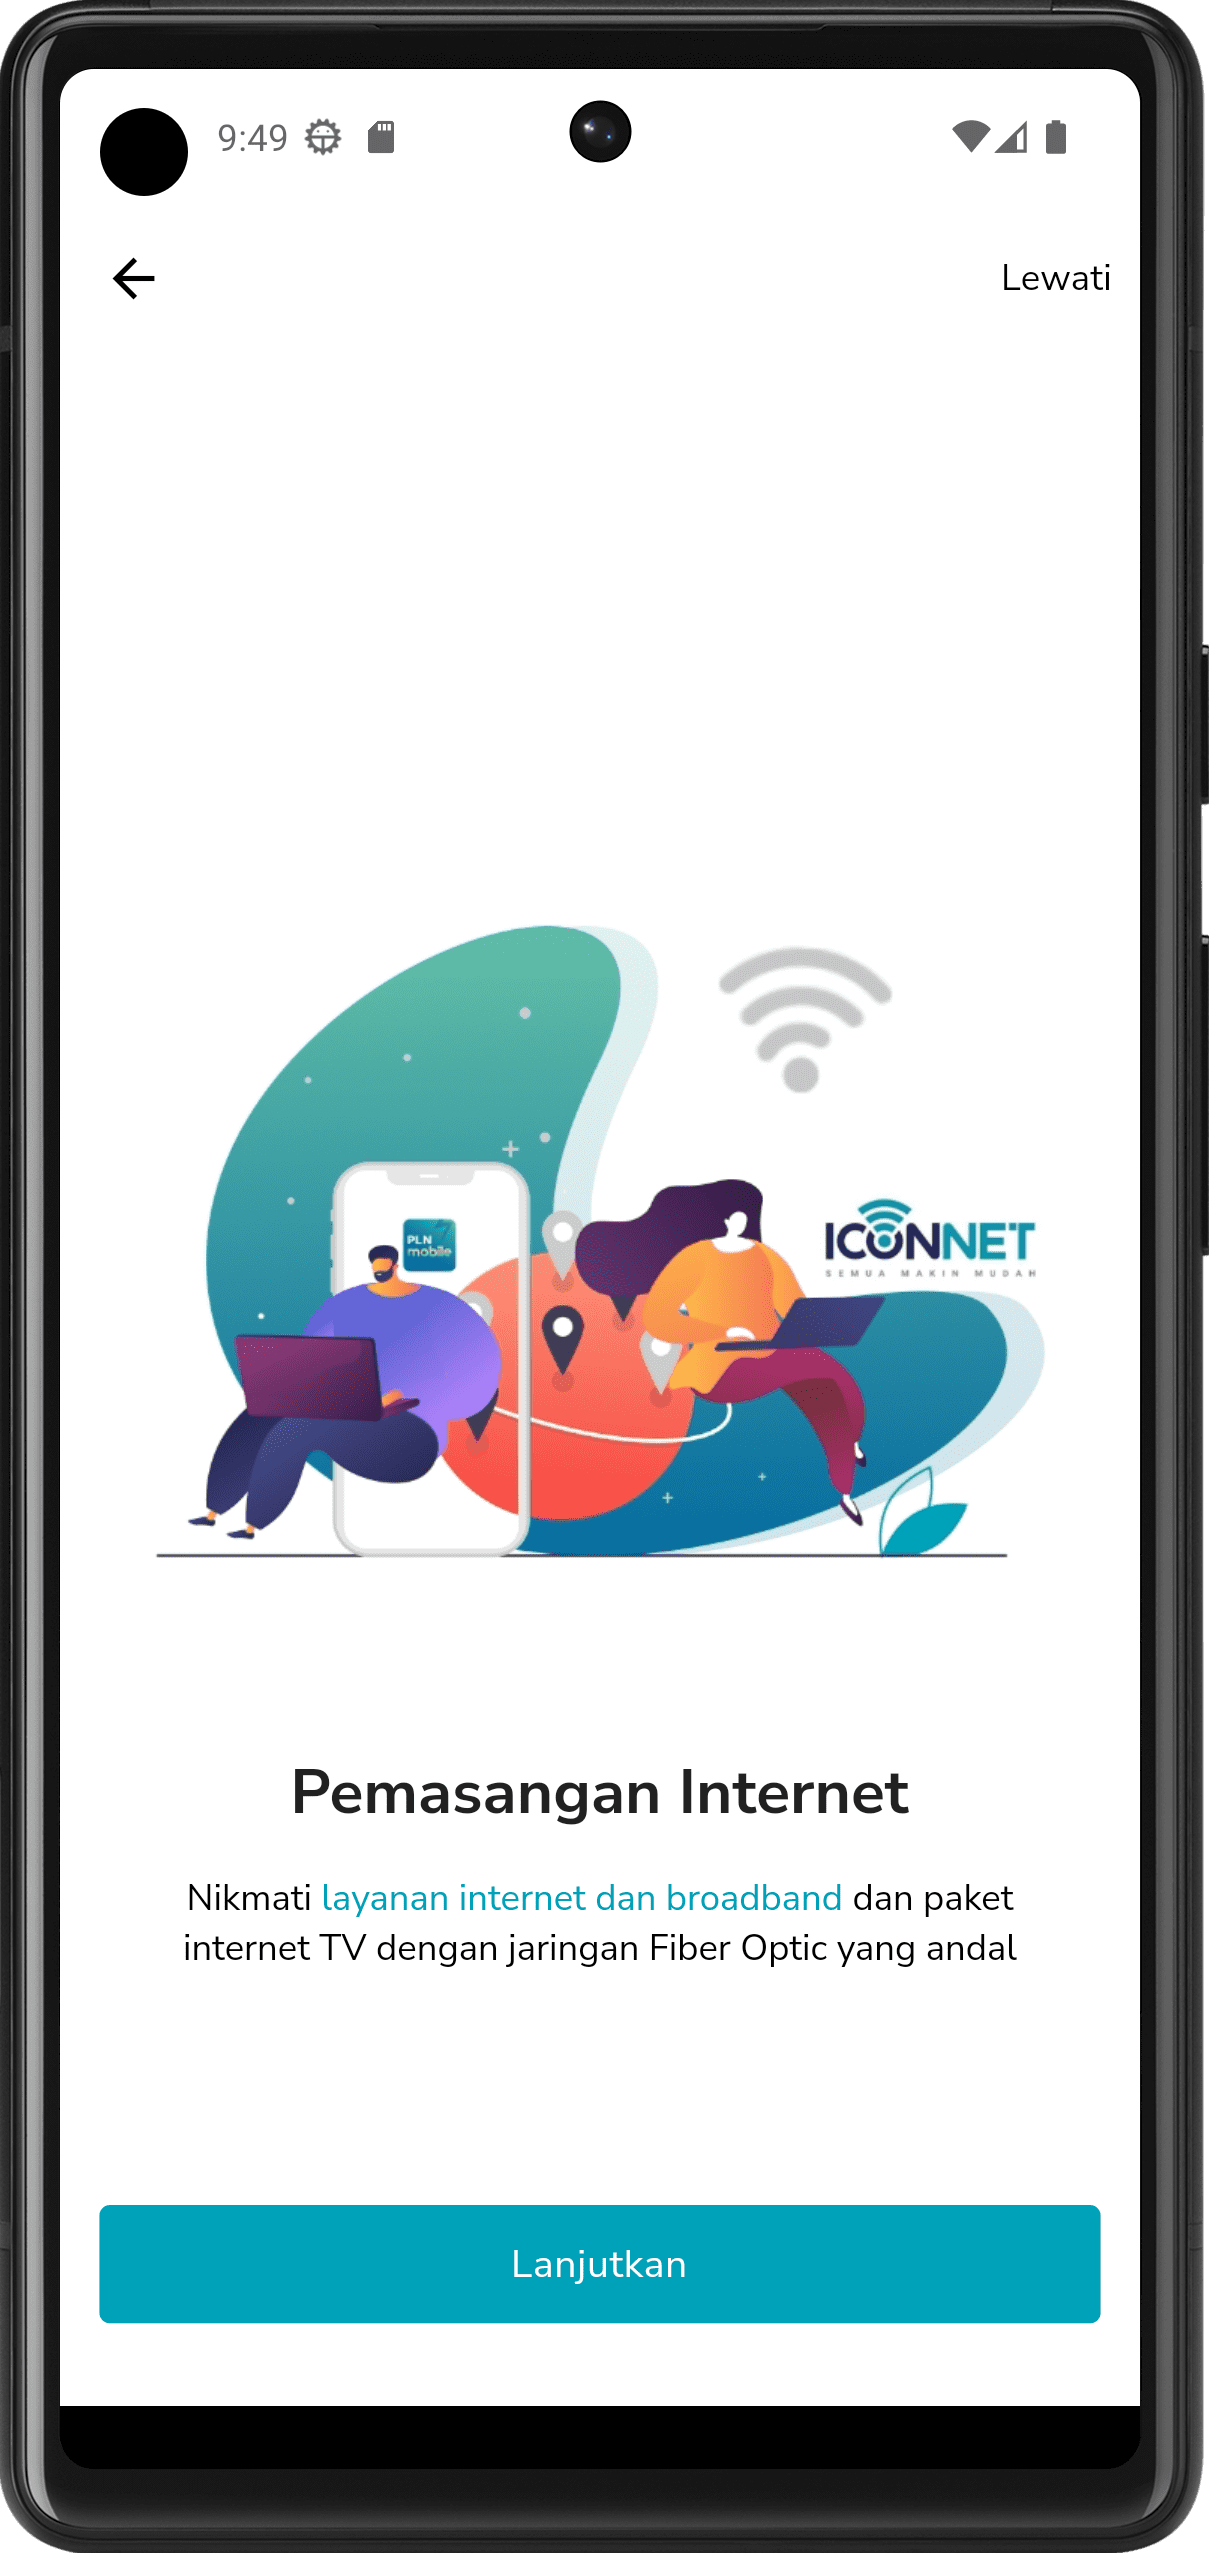 9:49
Lewati
PLN
mobile
ICONNET
SEMUA MAKIN MUDAH
Pemasangan Internet
Nikmati layanan internet dan broadband dan paket
internet TV dengan jaringan Fiber Optic yang andal
Lanjutkan